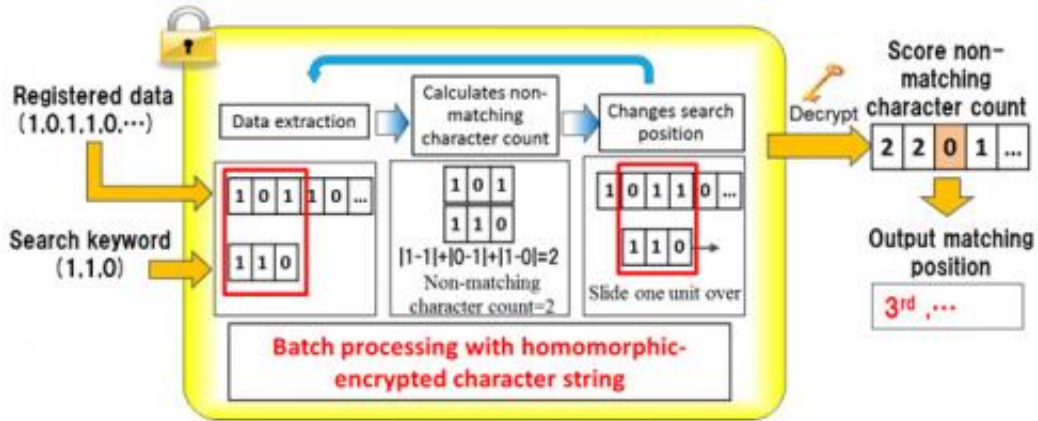 Registered data
(1.0.1.1.0.⋯)
Search keyword
(1,1,0)
Data extraction
Calculates non-
matching
character count
Changes search
position
1 0 1 1 0 ...
1 1 0
1 0 1
1 1 0
|1-1|+|0-1|+|1-0|=2
Non-matching
character count=2
1 0 1 1 0 ...
1 1 0
Slide one unit over
Batch processing with homomorphic-
encrypted character string
Decrypt
Score non-
matching
character count
2 2 0 1 ...
Output matching
position
3rd ,⋯